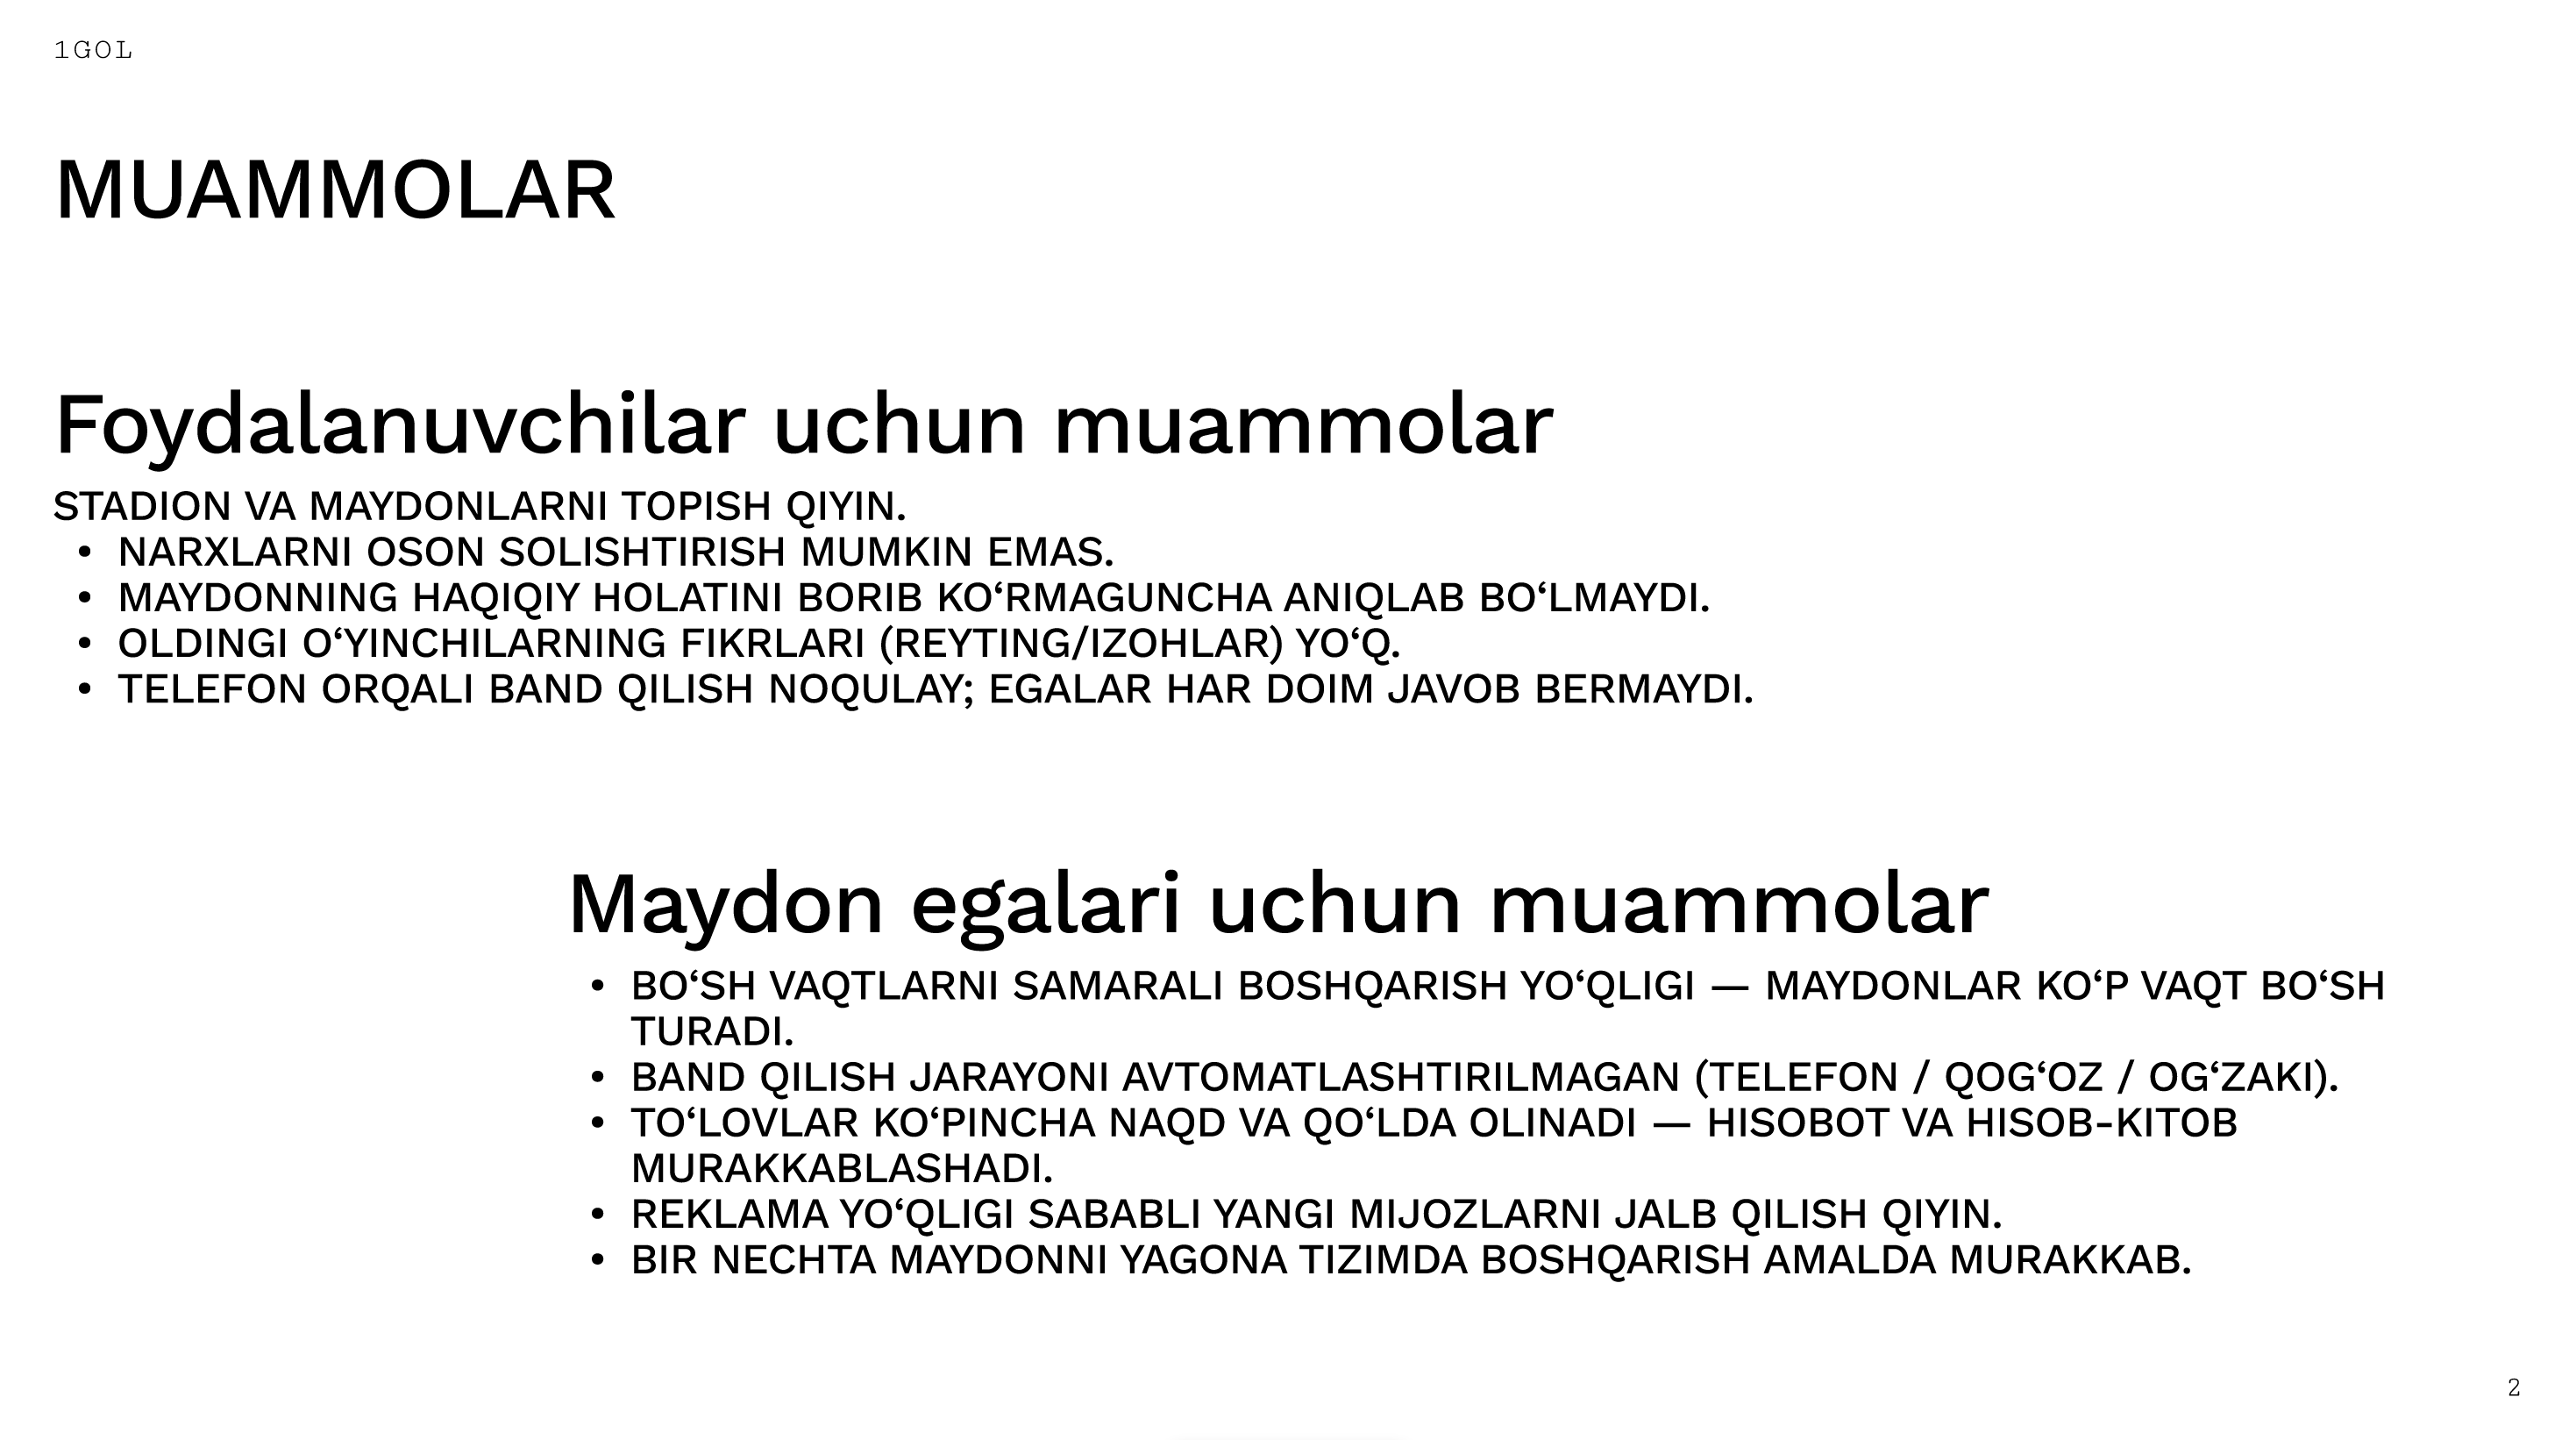 1GOL
MUAMMOLAR
Foydalanuvchilar uchun muammolar
STADION VA MAYDONLARNI TOPISH QIYIN.
• NARXLARNI OSON SOLISHTIRISH MUMKIN EMAS.
• MAYDONNING HAQIQIY HOLATINI BORIB KO‘RMAGUNCHA ANIQLAB BO‘LMAYDI.
• OLDINGI O‘YINCHILARNING FIKRLARI (REYTING/IZOHLAR) YO‘Q.
• TELEFON ORQALI BAND QILISH NOQULAY; EGALAR HAR DOIM JAVOB BERMAYDI.
Maydon egalari uchun muammolar
• BO‘SH VAQTLARNI SAMARALI BOSHQARISH YO‘QLIGI — MAYDONLAR KO‘P VAQT BO‘SH
TURADI.
• BAND QILISH JARAYONI AVTOMATLASHTIRILMAGAN (TELEFON / QOG‘OZ / OG‘ZAKI).
• TO‘LOVLAR KO‘PINCHA NAQD VA QO‘LDA OLINADI — HISOBOT VA HISOB-KITOB
MURAKKABLASHADI.
• REKLAMA YO‘QLIGI SABABLI YANGI MIJOZLARNI JALB QILISH QIYIN.
• BIR NECHTA MAYDONNI YAGONA TIZIMDA BOSHQARISH AMALDA MURAKKAB.
2